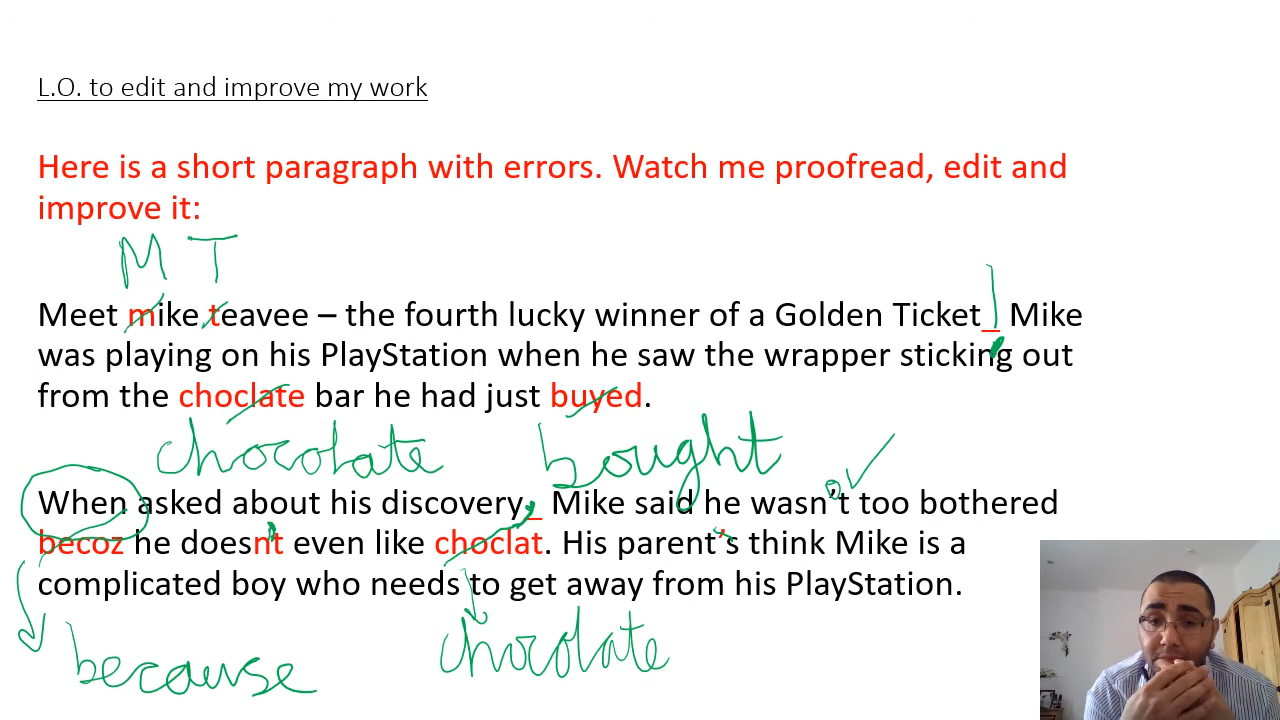 L.O. to edit and improve my work
Here is a short paragraph with errors. Watch me proofread, edit and
improve it:
M T
Meet mike teavee – the fourth lucky winner of a Golden Ticket_ Mike
was playing on his PlayStation when he saw the wrapper sticking out
from the choclate bar he had just buyed.
chocolate bought
When asked about his discovery,_ Mike said he wasn't too bothered
becoz he doesn't even like choclat. His parent's think Mike is a
complicated boy who needs to get away from his PlayStation.
because chocolate